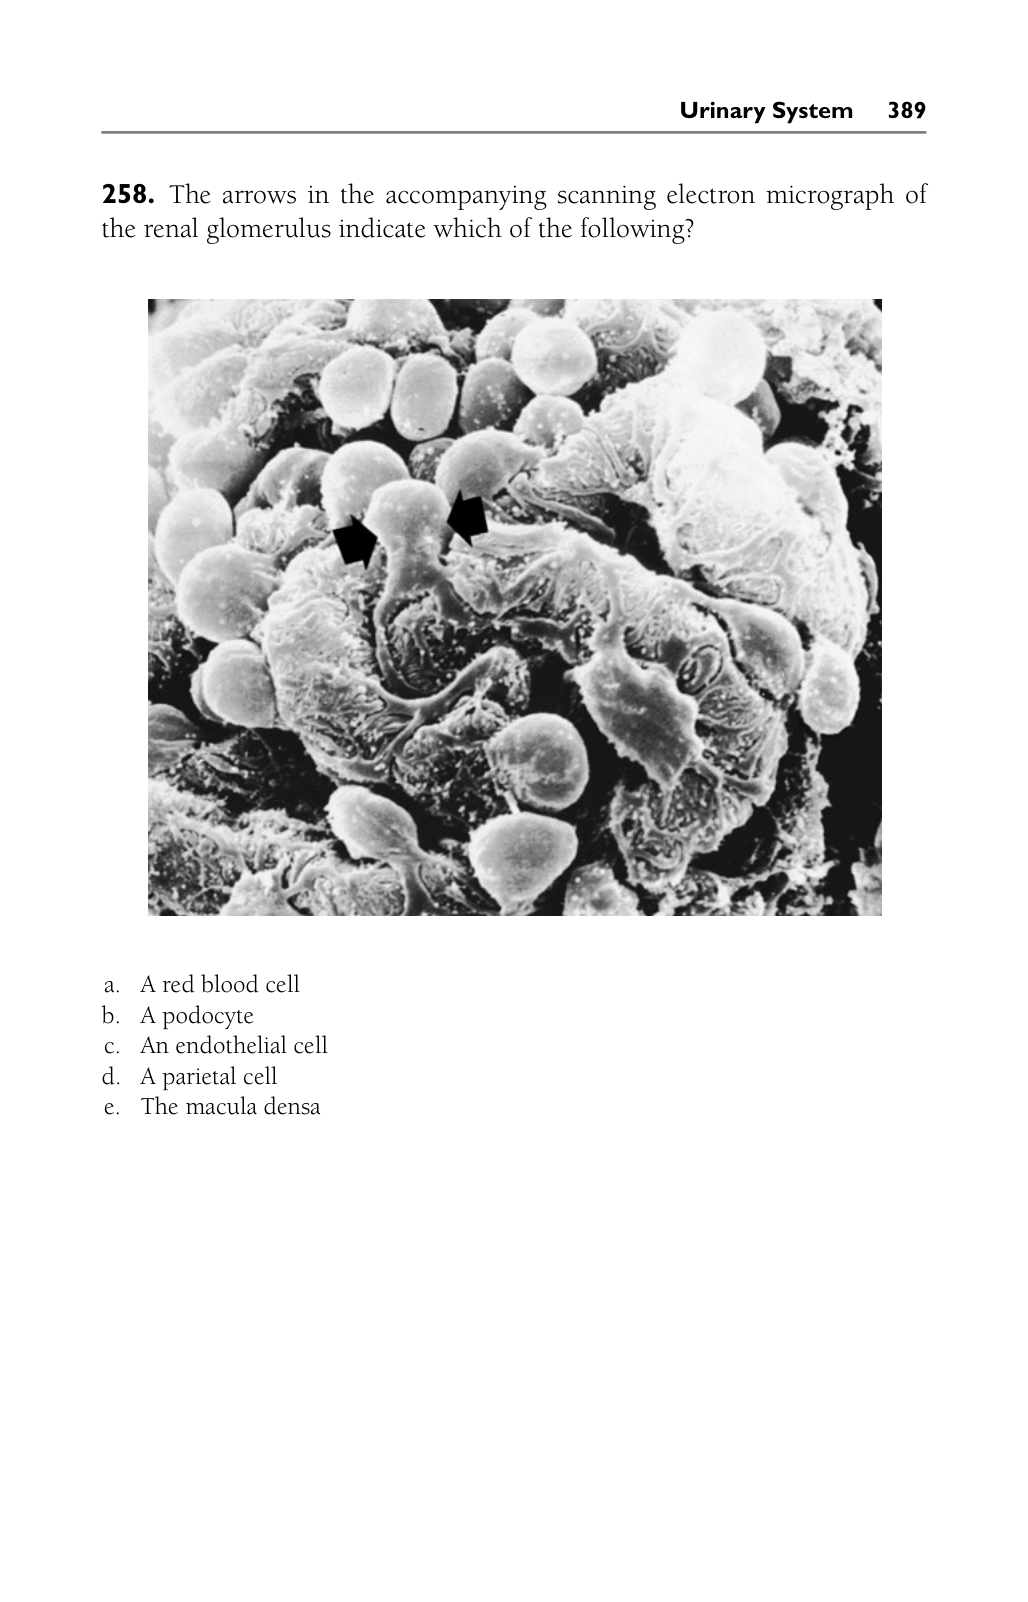 Urinary System 389
258. The arrows in the accompanying scanning electron micrograph of
the renal glomerulus indicate which of the following?
a. A red blood cell
b. A podocyte
c. An endothelial cell
d. A parietal cell
e. The macula densa